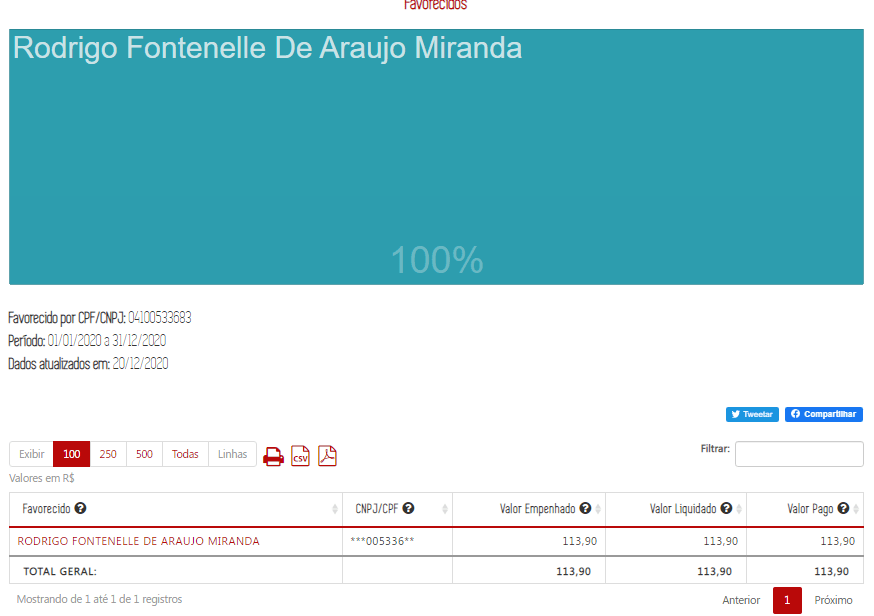 Favorecidos
Rodrigo Fontenelle De Araujo Miranda
100%
Favorecido por CPF/CNPJ: 04100533683
Período: 01/01/2020 a 31/12/2020
Dados atualizados em: 20/12/2020
Tweetar Compartilhar
Exibir 100 250 500 Todas Linhas CSV Filtrar:
Valores em R$
Favorecido CNPJ/CPF Valor Empenhado Valor Liquidado Valor Pago
RODRIGO FONTENELLE DE ARAUJO MIRANDA ***005336** 113,90 113,90 113,90
TOTAL GERAL: 113,90 113,90 113,90
Mostrando de 1 até 1 de 1 registros Anterior 1 Próximo